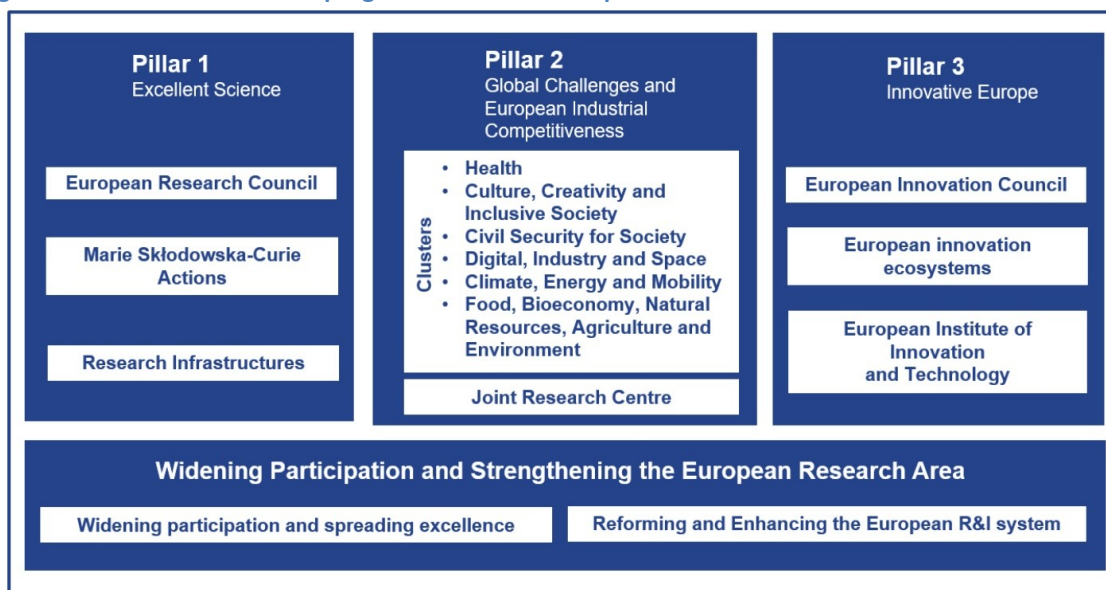 Pillar 1
Excellent Science
European Research Council
Marie Skłodowska-Curie
Actions
Research Infrastructures
Pillar 2
Global Challenges and
European Industrial
Competitiveness
Clusters
• Health
• Culture, Creativity and
Inclusive Society
• Civil Security for Society
• Digital, Industry and Space
• Climate, Energy and Mobility
• Food, Bioeconomy, Natural
Resources, Agriculture and
Environment
Joint Research Centre
Pillar 3
Innovative Europe
European Innovation Council
European innovation
ecosystems
European Institute of
Innovation
and Technology
Widening Participation and Strengthening the European Research Area
Widening participation and spreading excellence
Reforming and Enhancing the European R&I system